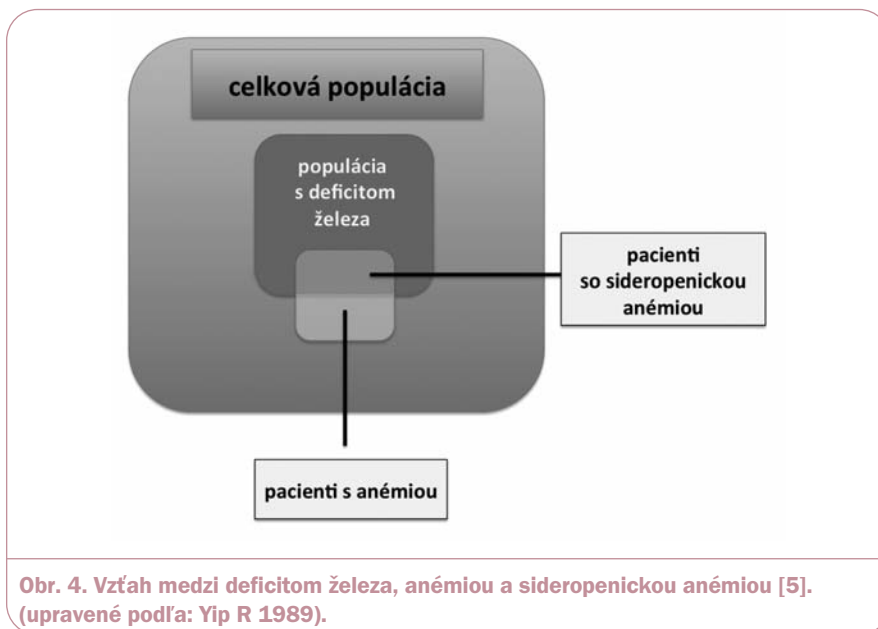 celková populácia
populácia
s deficitom
železa
pacienti
so sideropenickou
anémiou
pacienti s anémiou
Obr. 4. Vzťah medzi deficitom železa, anémiou a sideropenickou anémiou [5].
(upravené podľa: Yip R 1989).